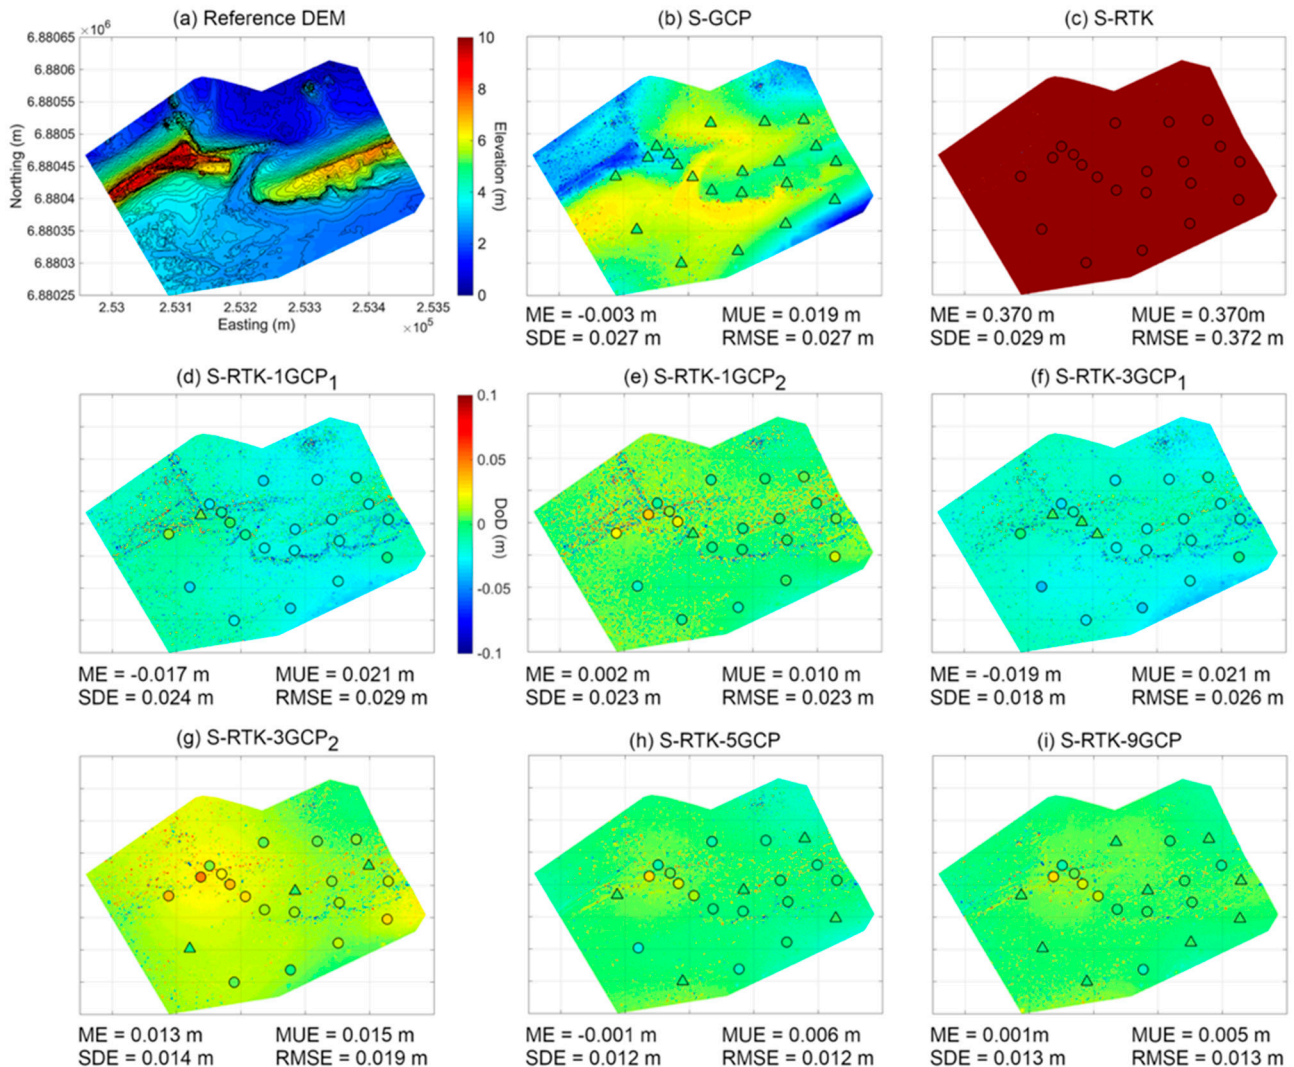 (a) Reference DEM
(b) S-GCP
(c) S-RTK
×10⁶
6.88065
6.8806
6.88055
6.8805
6.88045
6.8804
6.88035
6.8803
6.88025
Northing (m)
2.53 2.531 2.532 2.533 2.534 2.535
Easting (m)
×10⁵
10
8
6
4
2
0
Elevation (m)
ME = -0.003 m MUE = 0.019 m
SDE = 0.027 m RMSE = 0.027 m
ME = 0.370 m MUE = 0.370m
SDE = 0.029 m RMSE = 0.372 m
(d) S-RTK-1GCP₁
(e) S-RTK-1GCP₂
(f) S-RTK-3GCP₁
0.1
0.05
0
-0.05
-0.1
DoD (m)
ME = -0.017 m MUE = 0.021 m
SDE = 0.024 m RMSE = 0.029 m
ME = 0.002 m MUE = 0.010 m
SDE = 0.023 m RMSE = 0.023 m
ME = -0.019 m MUE = 0.021 m
SDE = 0.018 m RMSE = 0.026 m
(g) S-RTK-3GCP₂
(h) S-RTK-5GCP
(i) S-RTK-9GCP
ME = 0.013 m MUE = 0.015 m
SDE = 0.014 m RMSE = 0.019 m
ME = -0.001 m MUE = 0.006 m
SDE = 0.012 m RMSE = 0.012 m
ME = 0.001m MUE = 0.005 m
SDE = 0.013 m RMSE = 0.013 m